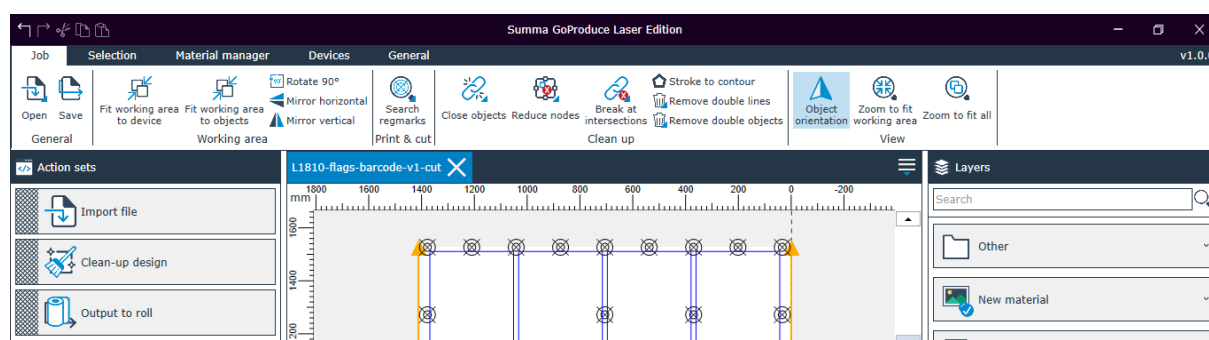 Summa GoProduce Laser Edition
Job Selection Material manager Devices General
v1.0.
Open
Save
General
Fit working area
to device
Fit working area
to objects
Rotate 90°
Mirror horizontal
Mirror vertical
Working area
Search
regmarks
Print & cut
Close objects
Reduce nodes
Break at
intersections
Stroke to contour
Remove double lines
Remove double objects
Clean up
Object
orientation
Zoom to fit
working area
Zoom to fit all
View
Action sets
Import file
Clean-up design
Output to roll
L1810-flags-barcode-v1-cut
mm
1800 1600 1400 1200 1000 800 600 400 200 0 -200
1600
1400
200
Layers
Search
Other
New material